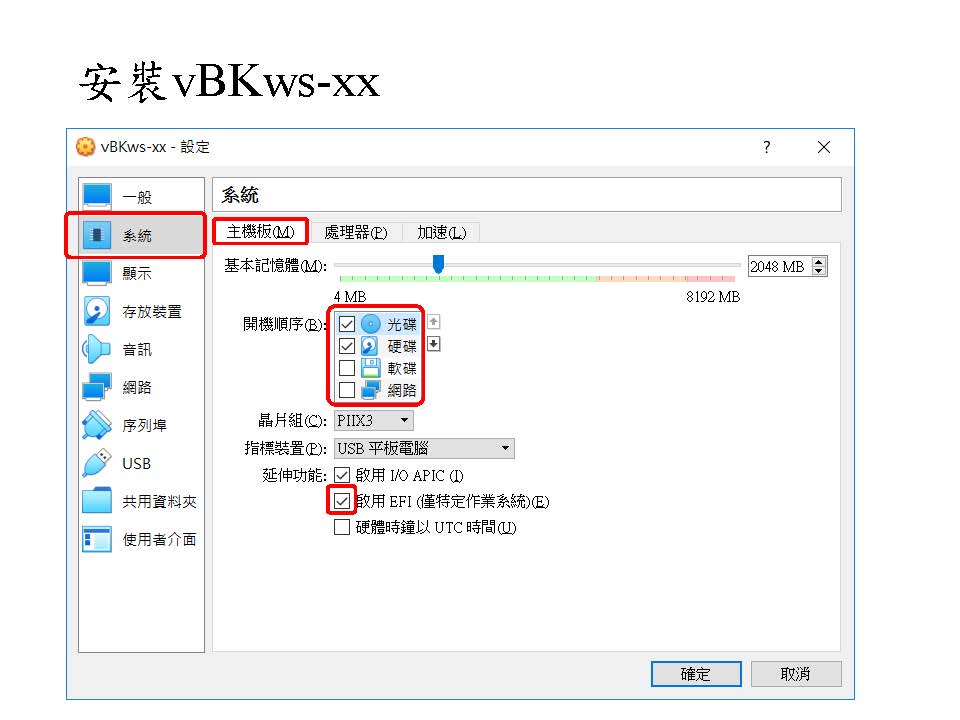 安裝vBKws-xx
vBKws-xx - 設定
?
一般
系統
顯示
存放裝置
音訊
網路
序列埠
USB
共用資料夾
使用者介面
系統
主機板(M)
處理器(P)
加速(L)
基本記憶體(M):
2048 MB
4 MB
8192 MB
開機順序(B):
光碟
硬碟
軟碟
網路
晶片組(C):
PIIX3
指標裝置(P):
USB 平板電腦
延伸功能:
啟用 I/O APIC (I)
啟用 EFI (僅特定作業系統)(E)
硬體時鐘以 UTC 時間(U)
確定
取消